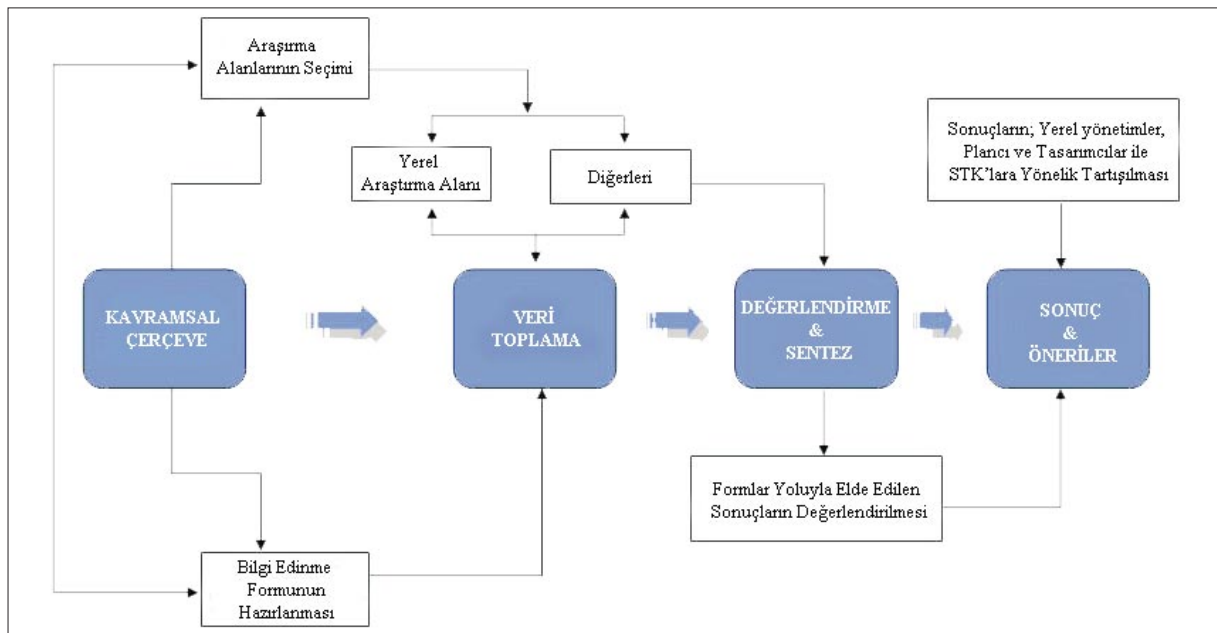 Araşırma
Alanlarının Seçimi
Yerel
Araştırma Alanı
Diğerleri
Sonuçların; Yerel yönetimler,
Plancı ve Tasarımcılar ile
STK'lara Yönelik Tartışılması
KAVRAMSAL
ÇERÇEVE
VERİ
TOPLAMA
DEĞERLENDİRME
&
SENTEZ
SONUÇ
&
ÖNERİLER
Formlar Yoluyla Elde Edilen
Sonuçların Değerlendirilmesi
Bilgi Edinme
Formunun
Hazırlanması